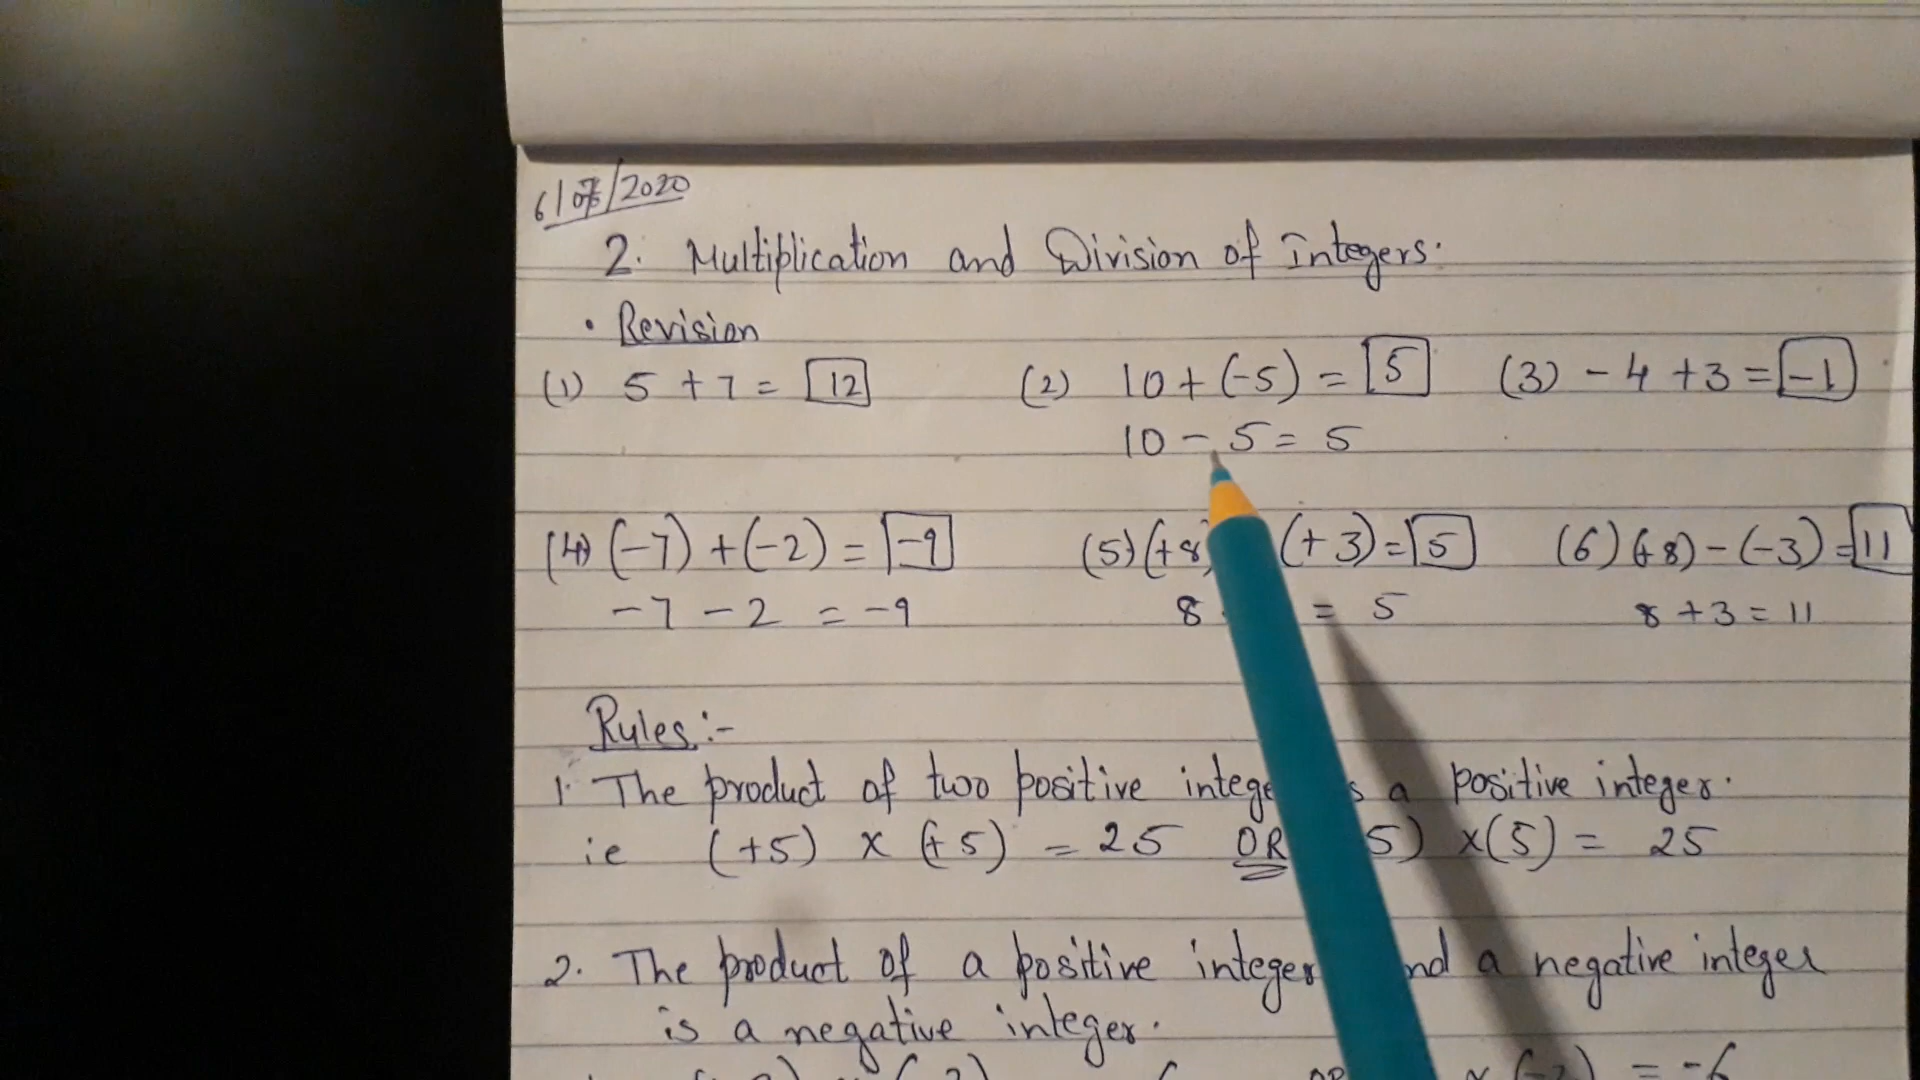 6/07/2020
2. Multiplication and Division of Integers.
• Revision
(1) 5 + 7 = 12 (2) 10 + (-5) = 5 (3) - 4 + 3 = -1
10 - 5 = 5
(4) (-7) + (-2) = -9 (5) (+8) (+3) = 5 (6) (+8) - (-3) = 11
-7 - 2 = -9 8 = 5 8 + 3 = 11
Rules :-
1. The product of two positive a positive integer.
ie (+5) x (+5) = 25 OR 5) x (5) = 25
2. The product of a positive integer a negative integer
is a negative integer.
= -6